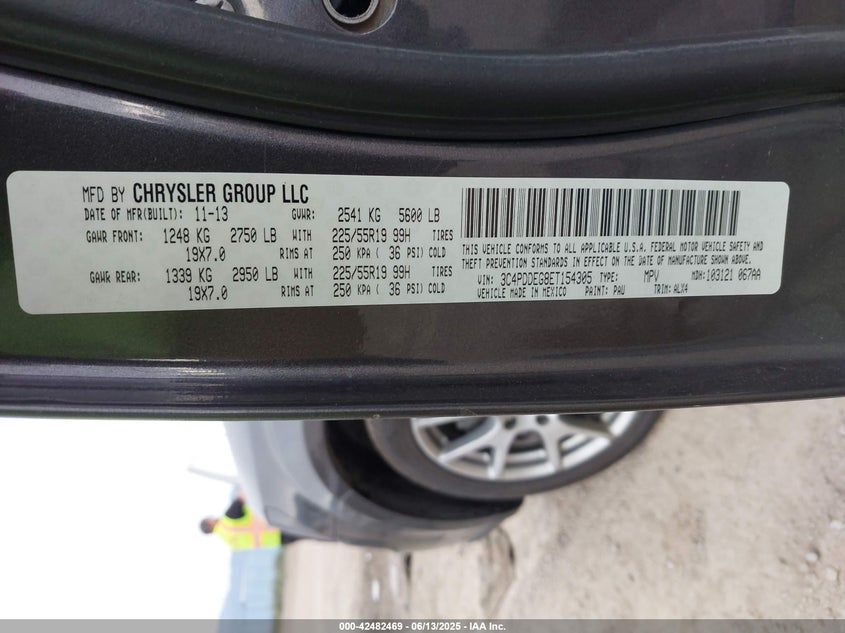 MFD BY CHRYSLER GROUP LLC
DATE OF MFR(BUILT): 11-13 GVWR: 2541 KG 5600 LB
GAWR FRONT: 1248 KG 2750 LB WITH 225/55R19 99H TIRES
19X7.0 RIMS AT 250 KPA ( 36 PSI) COLD
GAWR REAR: 1339 KG 2950 LB WITH 225/55R19 99H TIRES
19X7.0 RIMS AT 250 KPA ( 36 PSI) COLD
THIS VEHICLE CONFORMS TO ALL APPLICABLE U.S.A. FEDERAL MOTOR VEHICLE SAFETY AND
THEFT PREVENTION STANDARDS IN EFFECT ON THE DATE OF MANUFACTURE SHOWN ABOVE.
VIN: 3C4PDDEG8ET154305 TYPE: MPV MDH: 103121 067AA
VEHICLE MADE IN MEXICO PAINT: PAU TRIM: ALX4
000-42482469 - 06/13/2025 - IAA Inc.